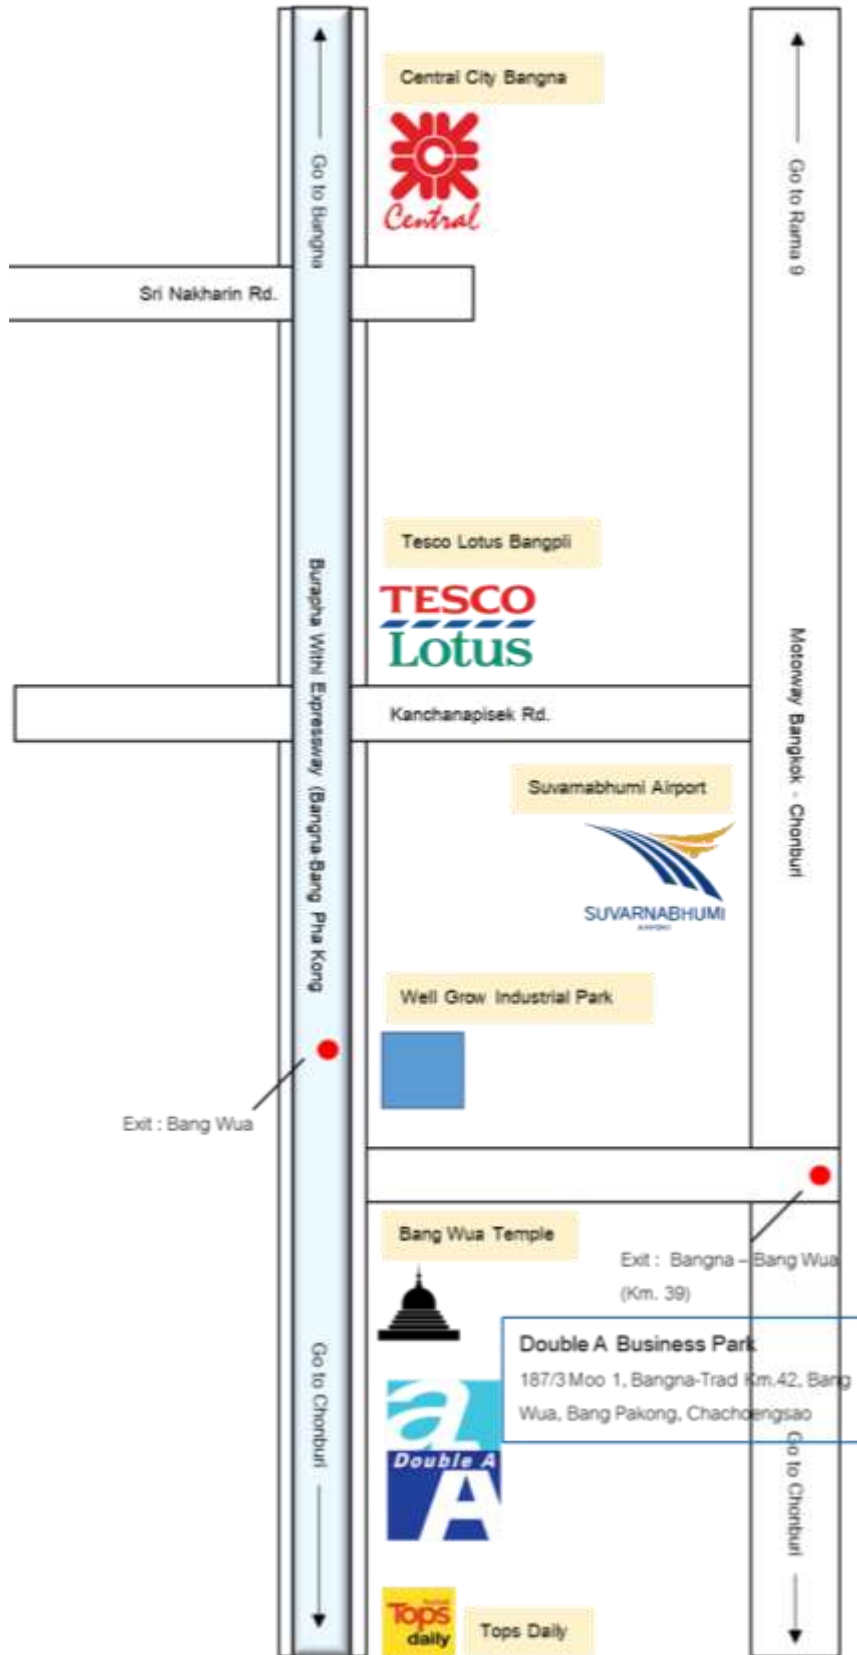 Central City Bangna
Central
Go to Bangna
Go to Rama 9
Sri Nakharin Rd.
Tesco Lotus Bangpli
TESCO
Lotus
Burapha Withi Expressway (Bangna-Bang Pha Kong
Motorway Bangkok - Chonburi
Kanchanapisek Rd.
Suvarnabhumi Airport
SUVARNABHUMI
AIRPORT
Well Grow Industrial Park
Exit : Bang Wua
Bang Wua Temple
Exit : Bangna – Bang Wua
(Km. 39)
Double A Business Park
187/3 Moo 1, Bangna-Trad Km.42, Bang
Wua, Bang Pakong, Chachoengsao
Go to Chonburi
Go to Chonburi
a
Double A
A
Tops
daily
Tops Daily